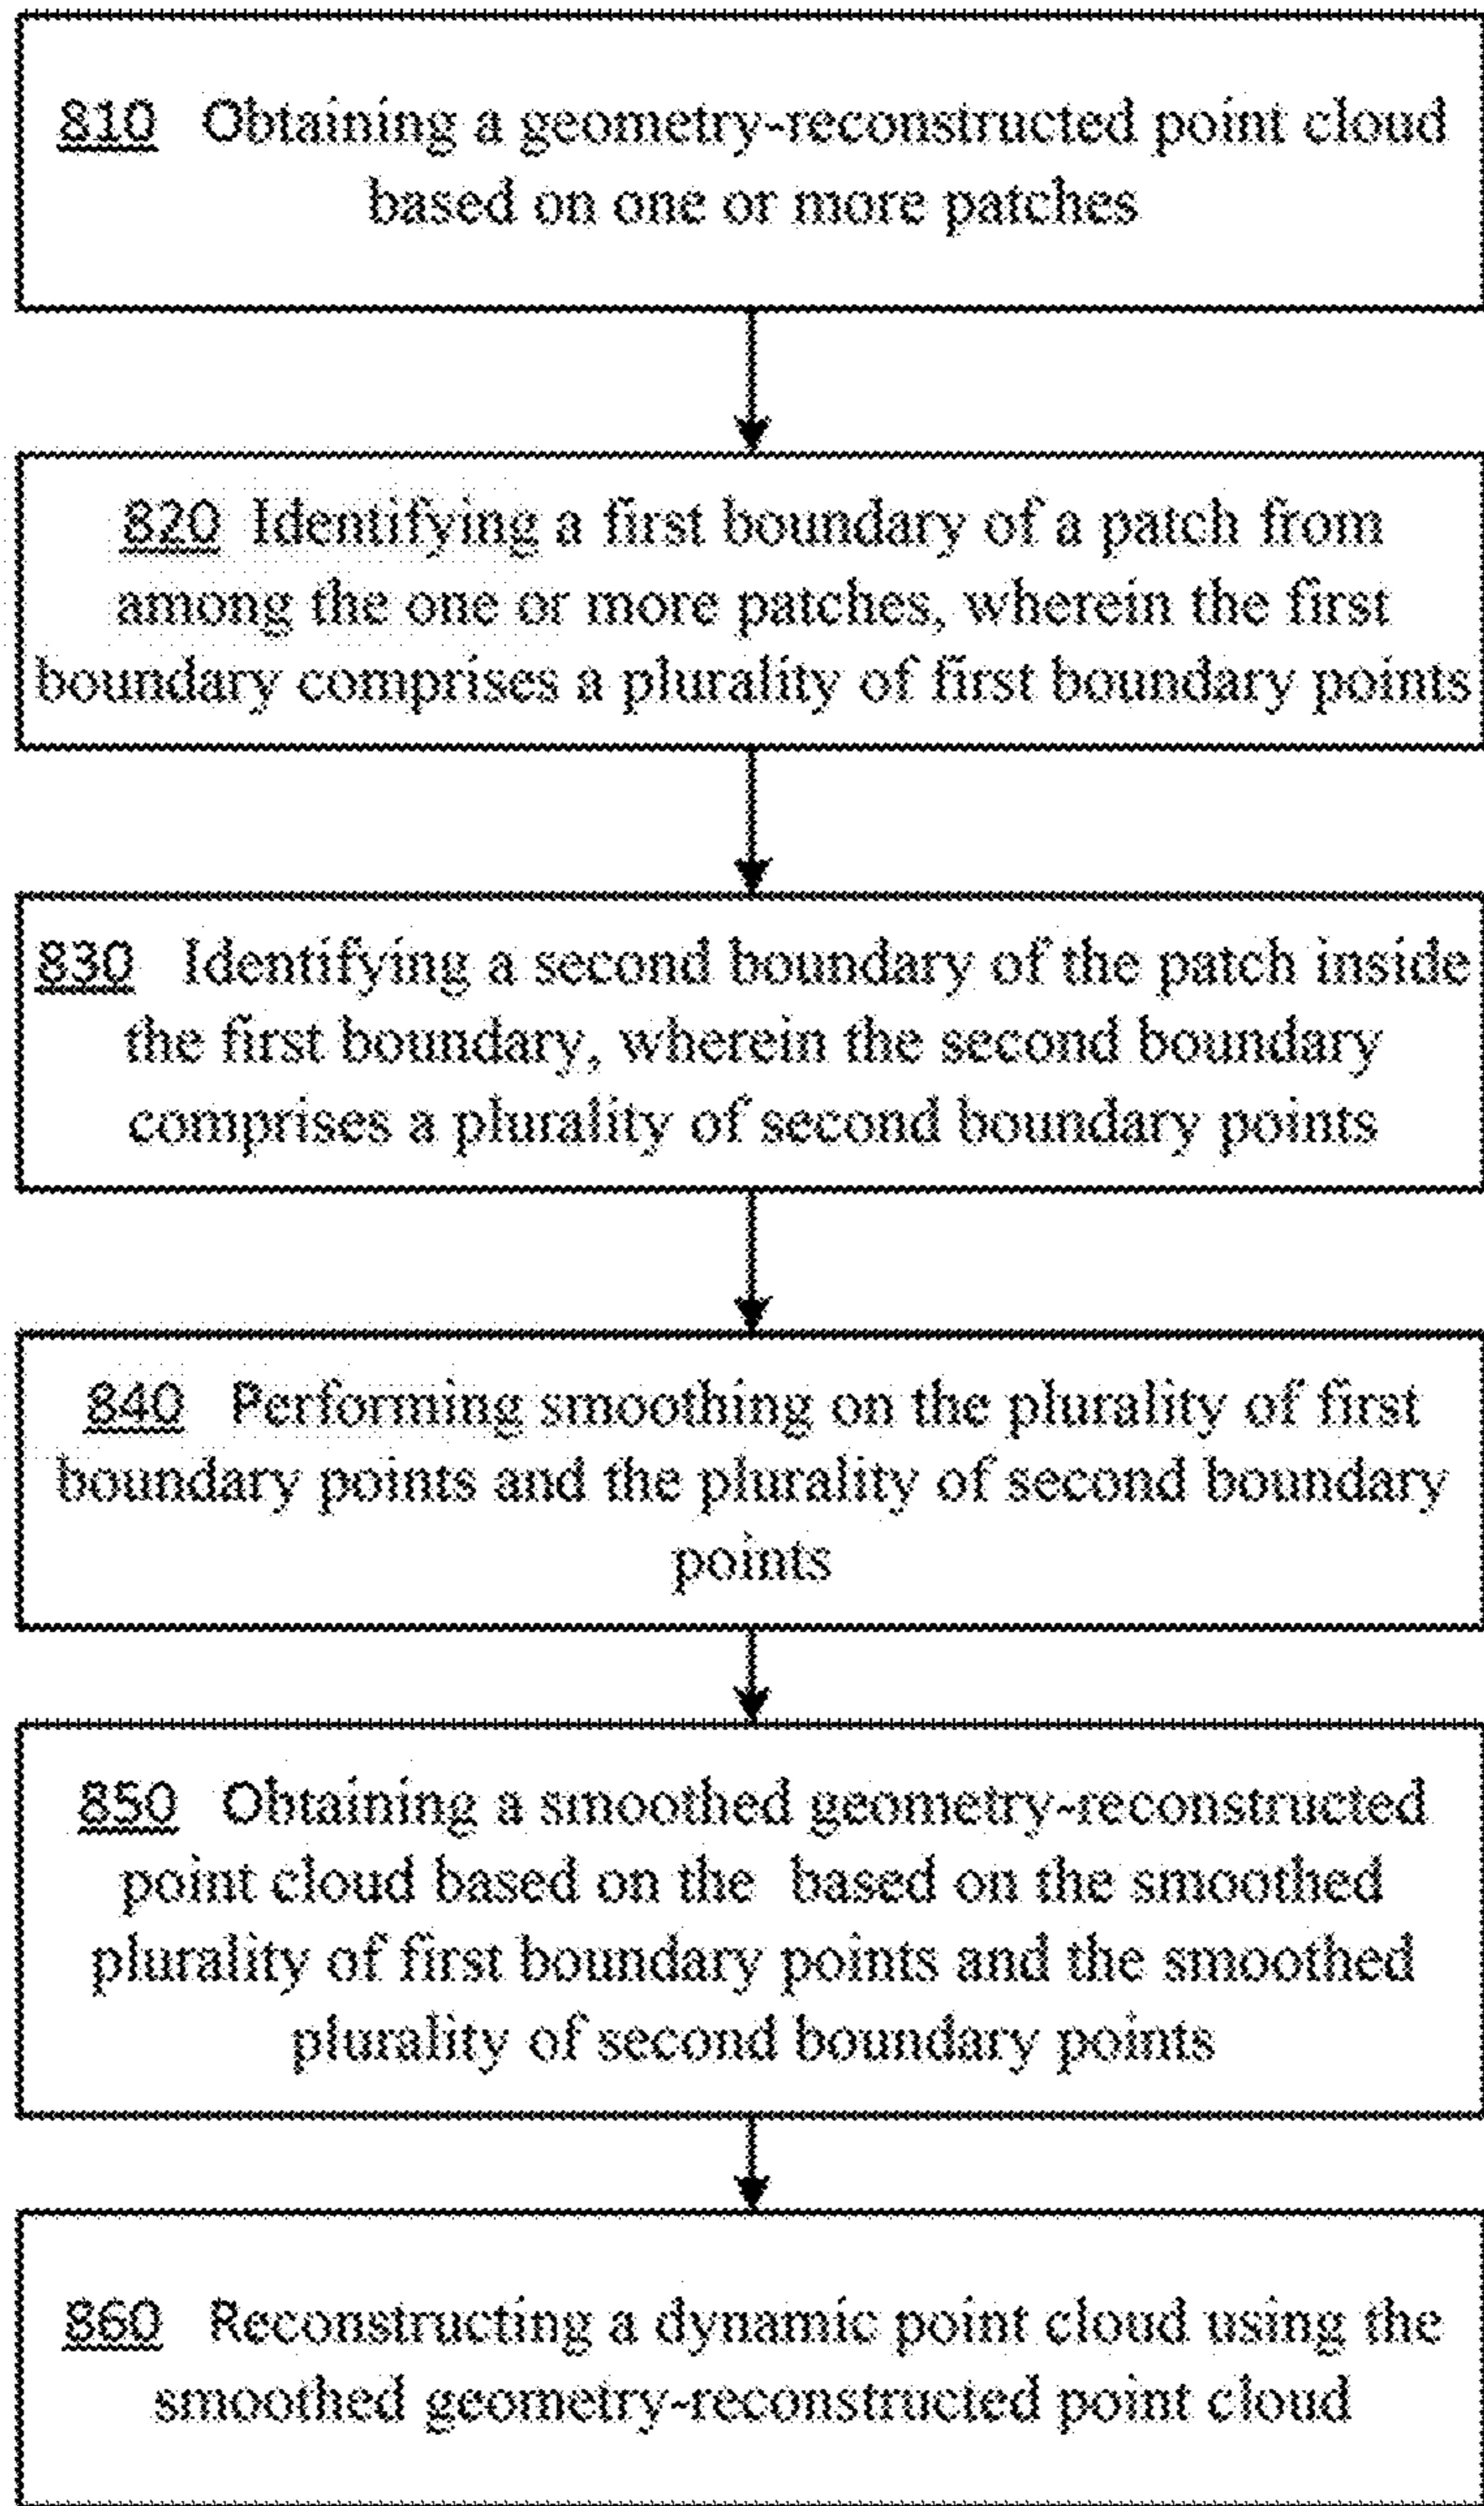 810 Obtaining a geometry-reconstructed point cloud
based on one or more patches
820 Identifying a first boundary of a patch from
among the one or more patches, wherein the first
boundary comprises a plurality of first boundary points
830 Identifying a second boundary of the patch inside
the first boundary, wherein the second boundary
comprises a plurality of second boundary points
840 Performing smoothing on the plurality of first
boundary points and the plurality of second boundary
points
850 Obtaining a smoothed geometry-reconstructed
point cloud based on the based on the smoothed
plurality of first boundary points and the smoothed
plurality of second boundary points
860 Reconstructing a dynamic point cloud using the
smoothed geometry-reconstructed point cloud